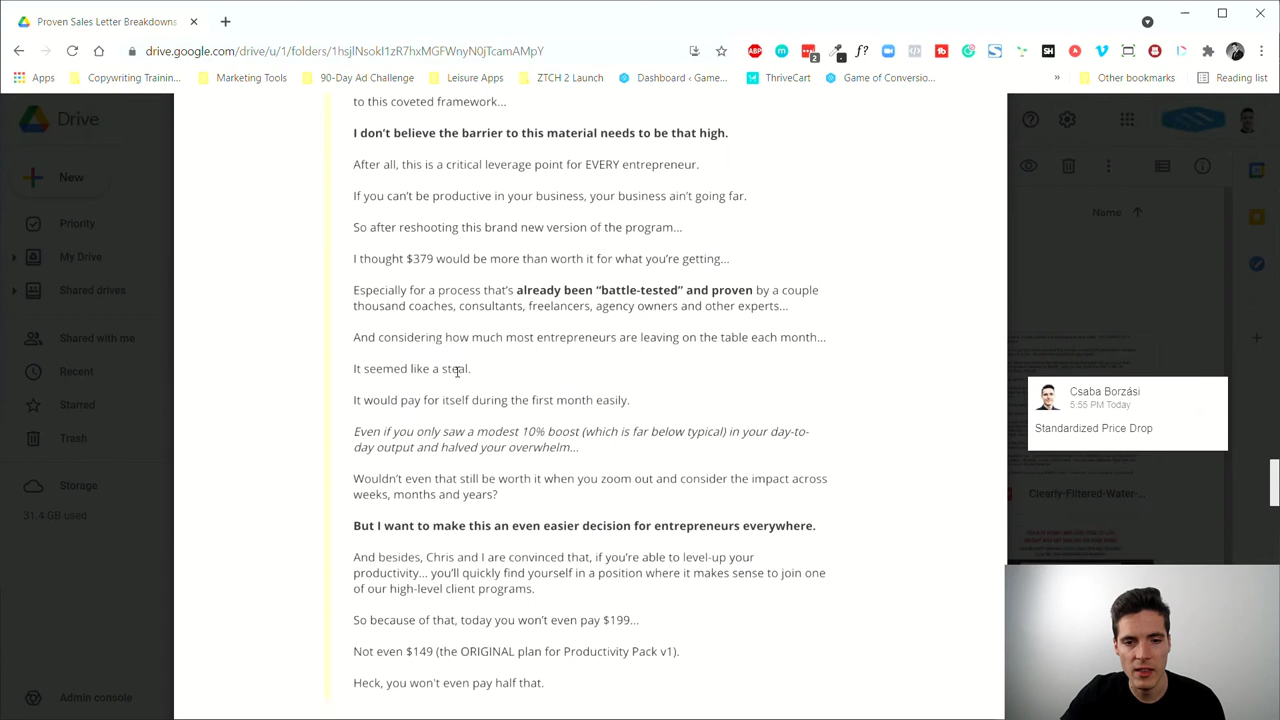 Proven Sales Letter Breakdowns
drive.google.com/drive/u/1/folders/1hsjlNsokI1zR7hxMGFWnyN0jTcamAMpY
Apps
Copywriting Trainin...
Marketing Tools
90-Day Ad Challenge
Leisure Apps
ZTCH 2 Launch
Dashboard ‹ Game...
ThriveCart
Game of Conversio...
»
Other bookmarks
Reading list
Drive
New
Priority
My Drive
Shared drives
Shared with me
Recent
Starred
Trash
Storage
31.4 GB used
Admin console
to this coveted framework...
I don't believe the barrier to this material needs to be that high.
After all, this is a critical leverage point for EVERY entrepreneur.
If you can't be productive in your business, your business ain't going far.
So after reshooting this brand new version of the program...
I thought $379 would be more than worth it for what you're getting...
Especially for a process that's already been “battle-tested” and proven by a couple
thousand coaches, consultants, freelancers, agency owners and other experts...
And considering how much most entrepreneurs are leaving on the table each month...
It seemed like a steal.
It would pay for itself during the first month easily.
Even if you only saw a modest 10% boost (which is far below typical) in your day-to-
day output and halved your overwhelm...
Wouldn't even that still be worth it when you zoom out and consider the impact across
weeks, months and years?
But I want to make this an even easier decision for entrepreneurs everywhere.
And besides, Chris and I are convinced that, if you're able to level-up your
productivity... you'll quickly find yourself in a position where it makes sense to join one
of our high-level client programs.
So because of that, today you won't even pay $199...
Not even $149 (the ORIGINAL plan for Productivity Pack v1).
Heck, you won't even pay half that.
Name
Csaba Borzási
5:55 PM Today
Standardized Price Drop
Clearly-Filtered-Water-...